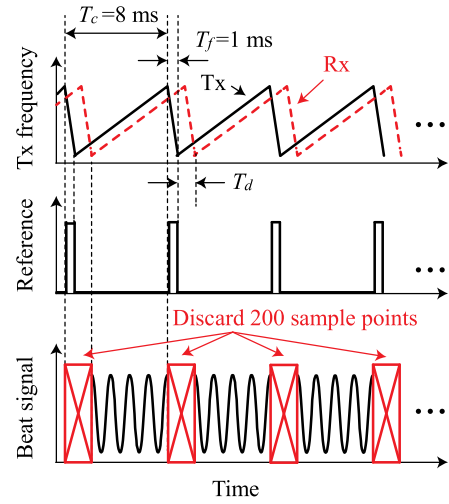 T_c=8 ms
T_f=1 ms
Tx
Rx
Tx frequency
T_d
Reference
Discard 200 sample points
Beat signal
Time